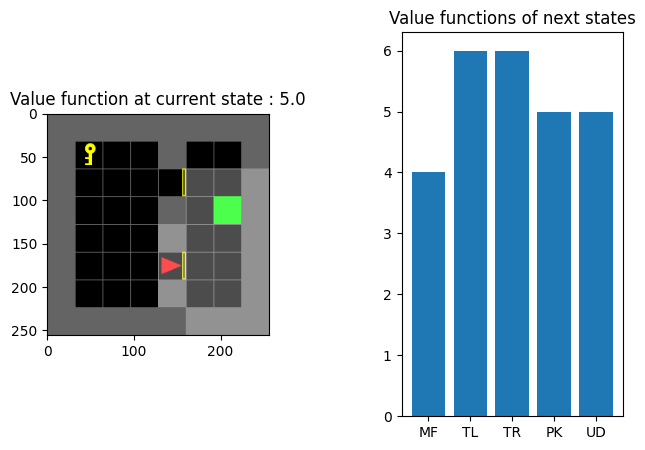 Value functions of next states
Value function at current state : 5.0
0
50
100
150
200
250
0
100
200
6
5
4
3
2
1
0
MF
TL
TR
PK
UD